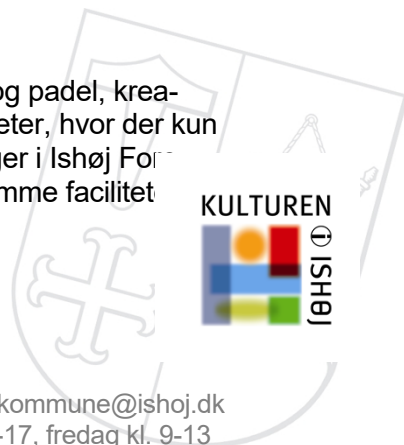 og padel, krea-
eter, hvor der kun
ger i Ishøj For
mme facilitet
KULTUREN
i ISHØJ
kommune@ishoj.dk
-17, fredag kl. 9-13